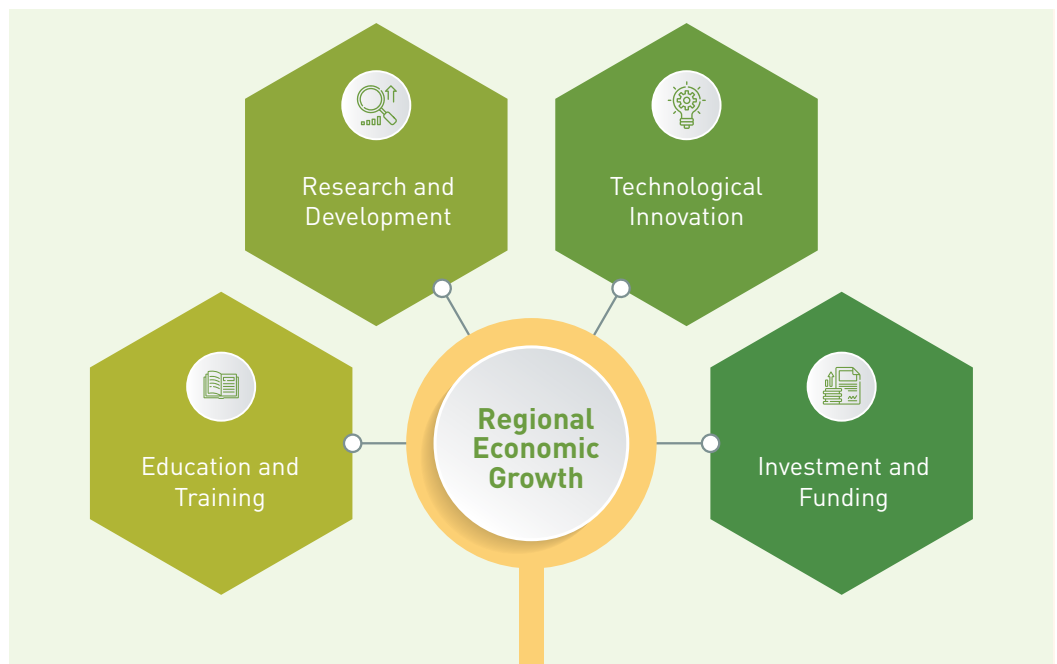 Research and
Development
Technological
Innovation
Education and
Training
Regional
Economic
Growth
Investment and
Funding